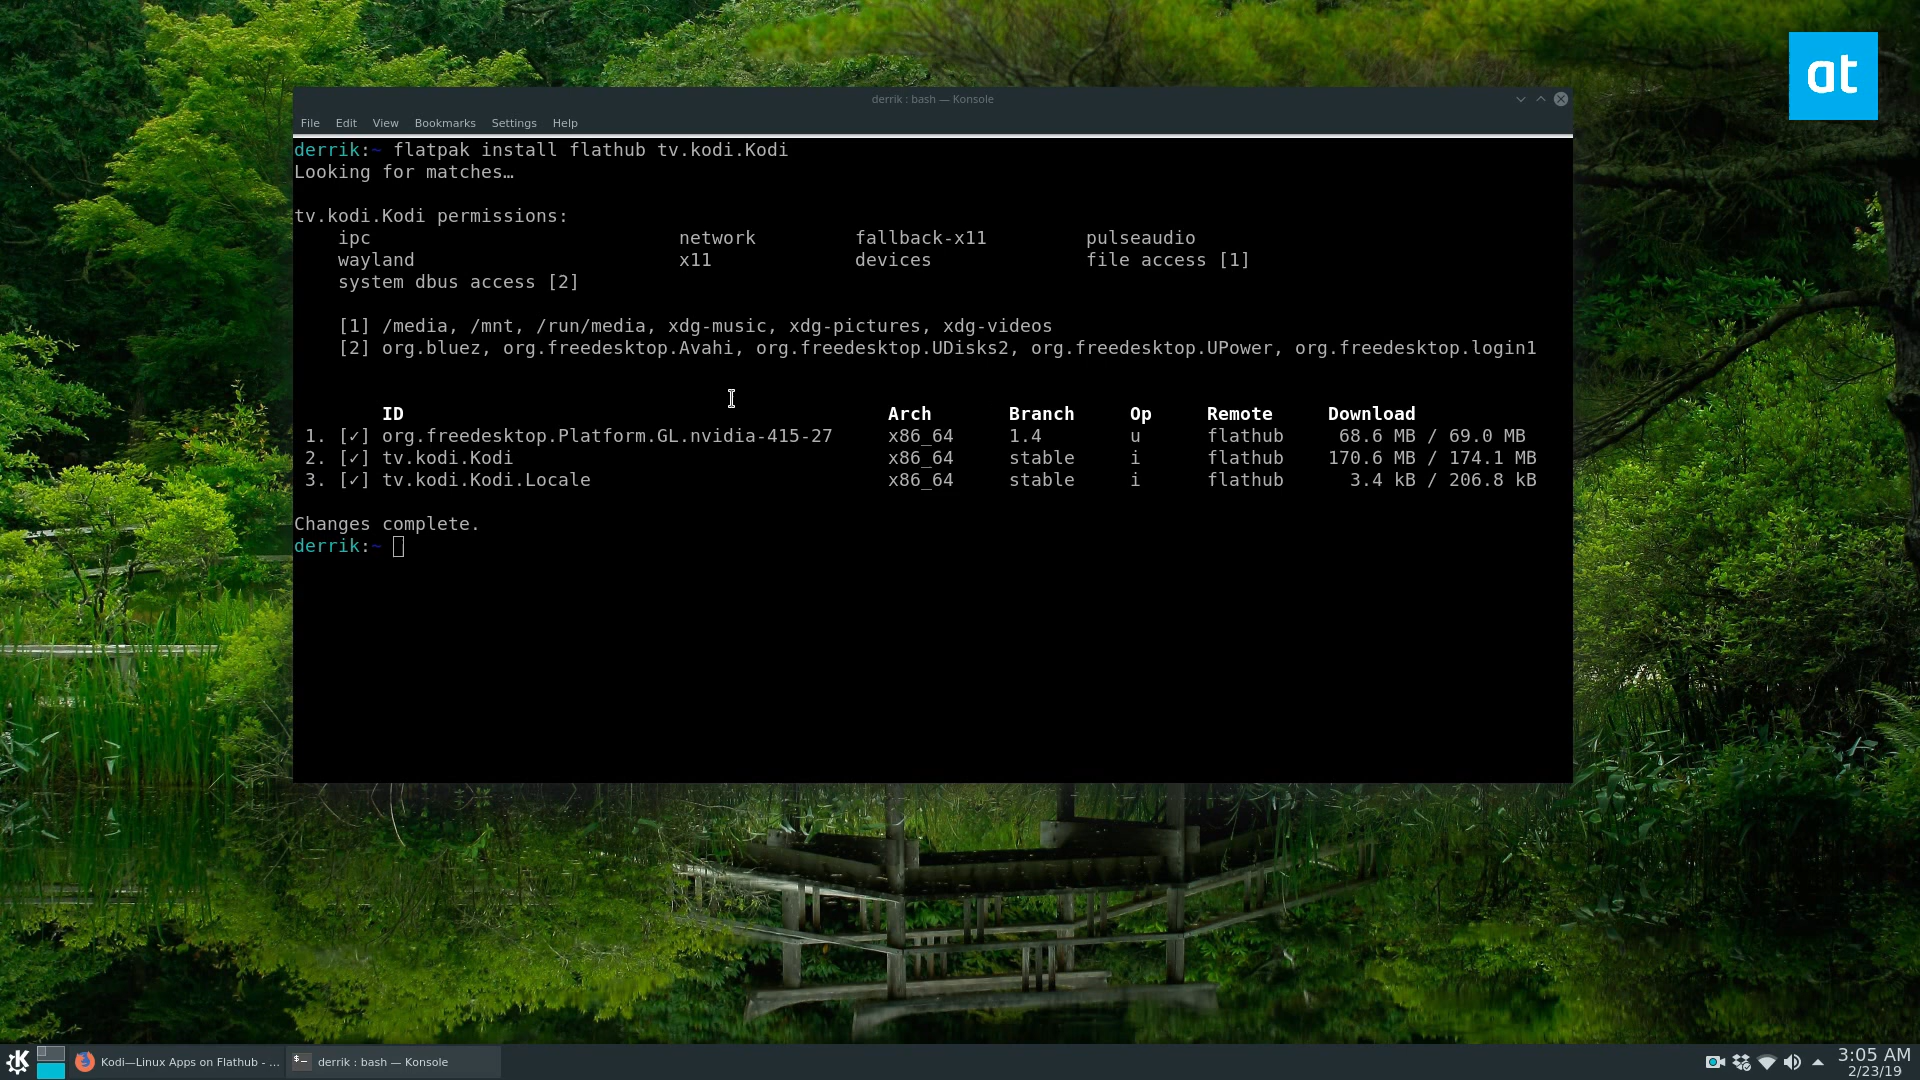 at
derrik : bash — Konsole
File Edit View Bookmarks Settings Help
derrik:~ flatpak install flathub tv.kodi.Kodi
Looking for matches…
tv.kodi.Kodi permissions:
ipc network fallback-x11 pulseaudio
wayland x11 devices file access [1]
system dbus access [2]
[1] /media, /mnt, /run/media, xdg-music, xdg-pictures, xdg-videos
[2] org.bluez, org.freedesktop.Avahi, org.freedesktop.UDisks2, org.freedesktop.UPower, org.freedesktop.login1
ID Arch Branch Op Remote Download
1. [✓] org.freedesktop.Platform.GL.nvidia-415-27 x86_64 1.4 u flathub 68.6 MB / 69.0 MB
2. [✓] tv.kodi.Kodi x86_64 stable i flathub 170.6 MB / 174.1 MB
3. [✓] tv.kodi.Kodi.Locale x86_64 stable i flathub 3.4 kB / 206.8 kB
Changes complete.
derrik:~
Kodi—Linux Apps on Flathub - ...
derrik : bash — Konsole
3:05 AM
2/23/19